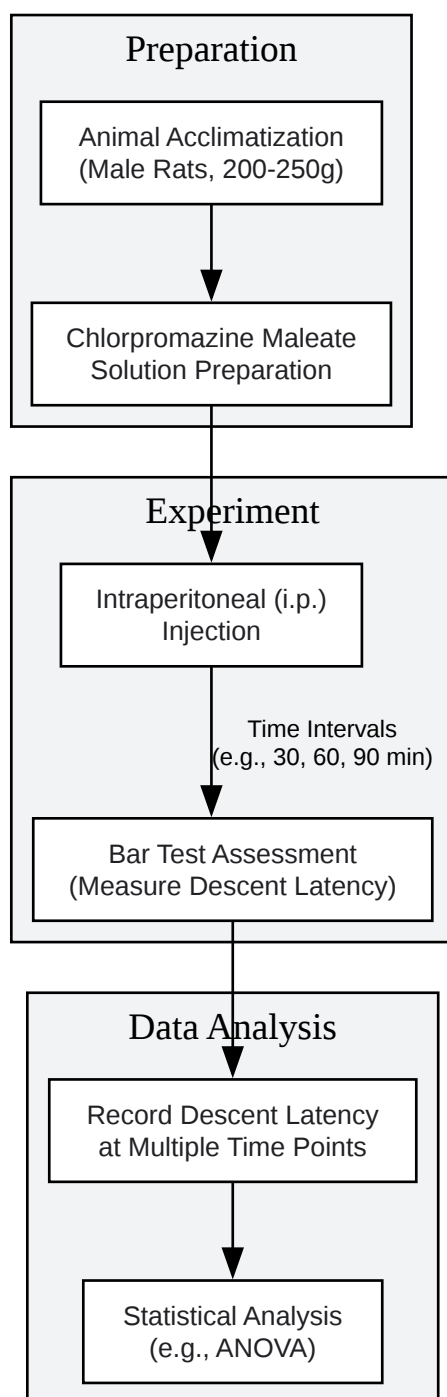 Preparation
Animal Acclimatization
(Male Rats, 200-250g)
Chlorpromazine Maleate
Solution Preparation
Experiment
Intraperitoneal (i.p.)
Injection
Time Intervals
(e.g., 30, 60, 90 min)
Bar Test Assessment
(Measure Descent Latency)
Data Analysis
Record Descent Latency
at Multiple Time Points
Statistical Analysis
(e.g., ANOVA)